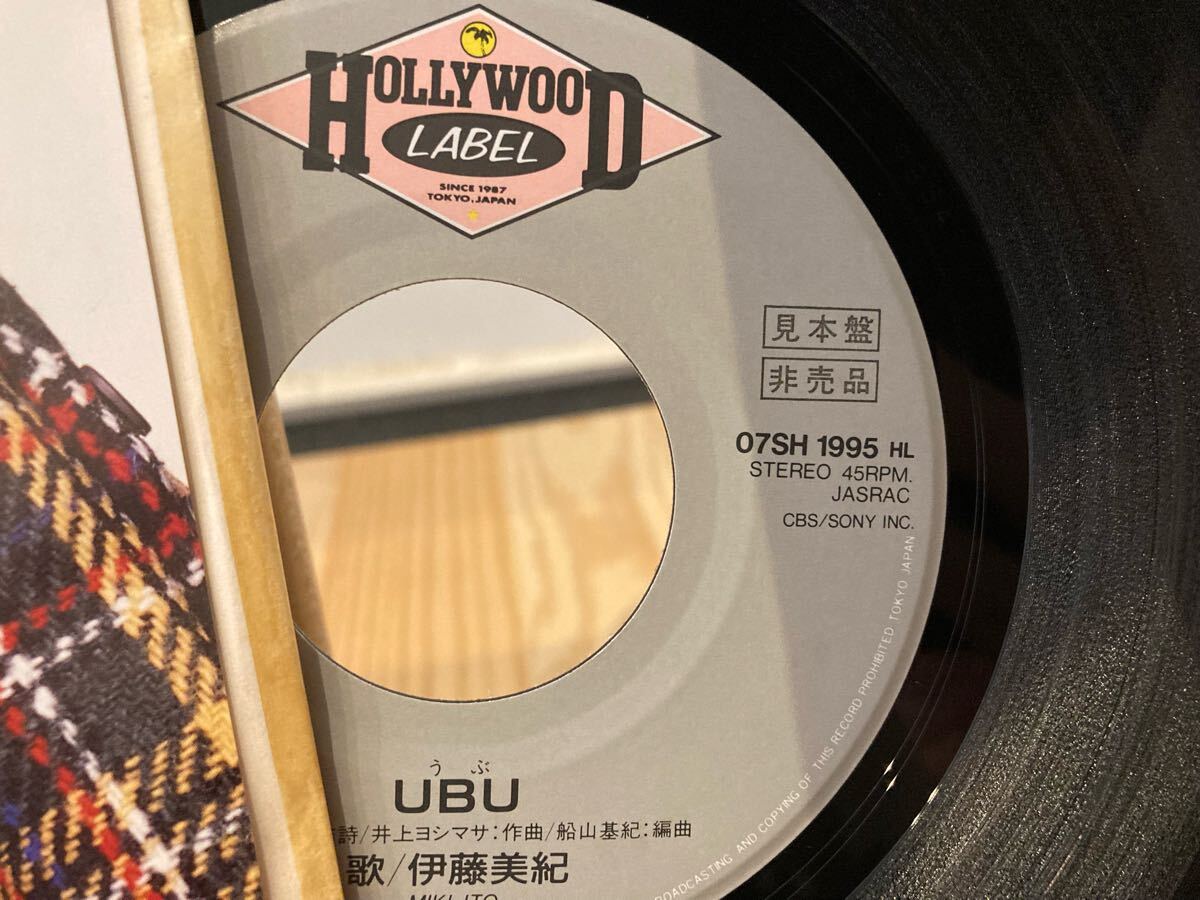 HOLLYWOOD
LABEL
SINCE 1987
TOKYO, JAPAN
見本盤
非売品
07SH 1995 HL
STEREO 45RPM.
JASRAC
CBS/SONY INC.
BROADCASTING AND COPYING OF THIS RECORD PROHIBITED TOKYO JAPAN
うぶ
UBU
詩/井上ヨシマサ:作曲/船山基紀:編曲
歌/伊藤美紀
MIKI ITO